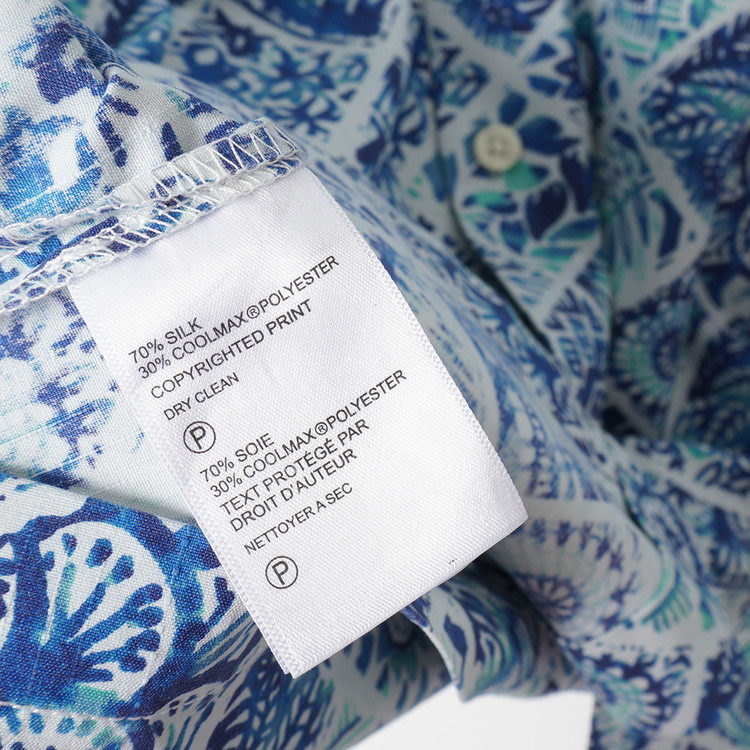 70% SILK
30% COOLMAX®POLYESTER
COPYRIGHTED PRINT
DRY CLEAN
P
70% SOIE
30% COOLMAX®POLYESTER
TEXT PROTÉGÉ PAR
DROIT D'AUTEUR
NETTOYER A SEC
P